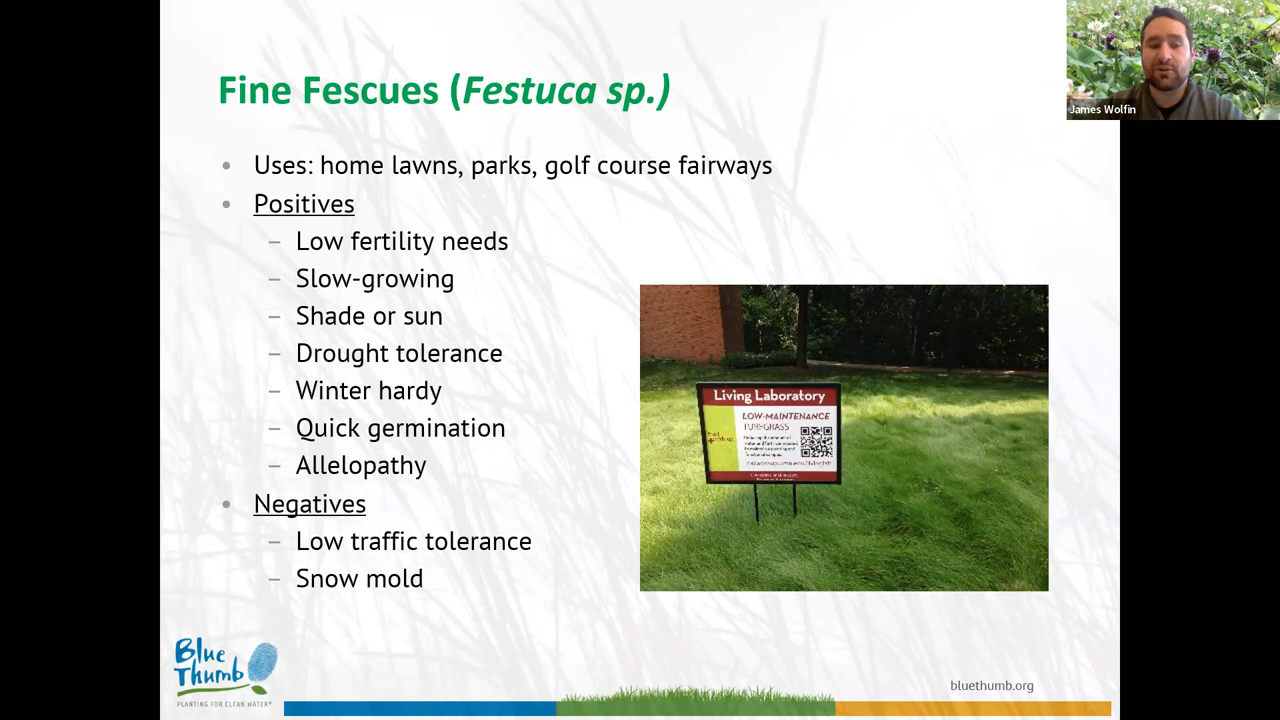 Fine Fescues (Festuca sp.)
James Wolfin
• Uses: home lawns, parks, golf course fairways
• Positives
– Low fertility needs
– Slow-growing
– Shade or sun
– Drought tolerance
– Winter hardy
– Quick germination
– Allelopathy
• Negatives
– Low traffic tolerance
– Snow mold
Living Laboratory
LOW-MAINTENANCE
TURFGRASS
Blue
Thumb
PLANTING FOR CLEAN WATER
bluethumb.org